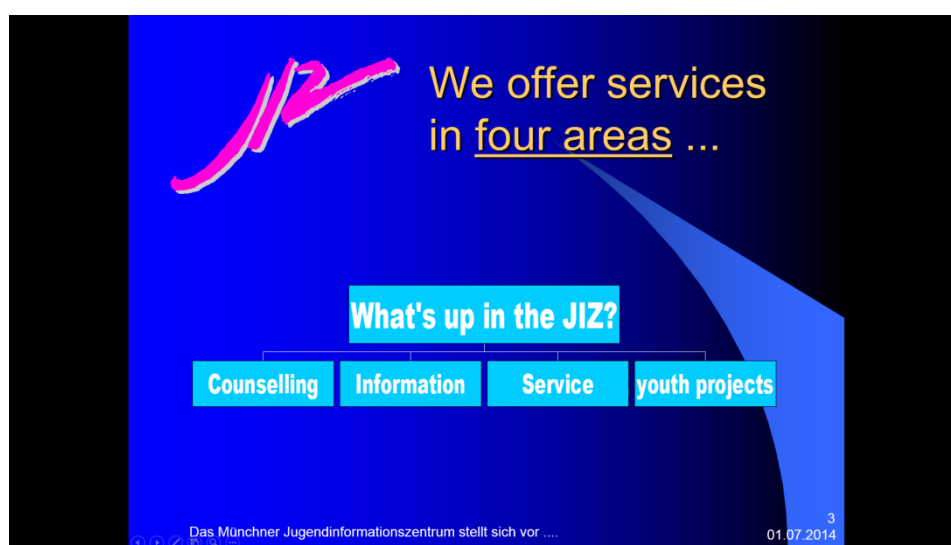 JIZ
We offer services
in four areas ...
What's up in the JIZ?
Counselling
Information
Service
youth projects
Das Münchner Jugendinformationszentrum stellt sich vor ....
3
01.07.2014